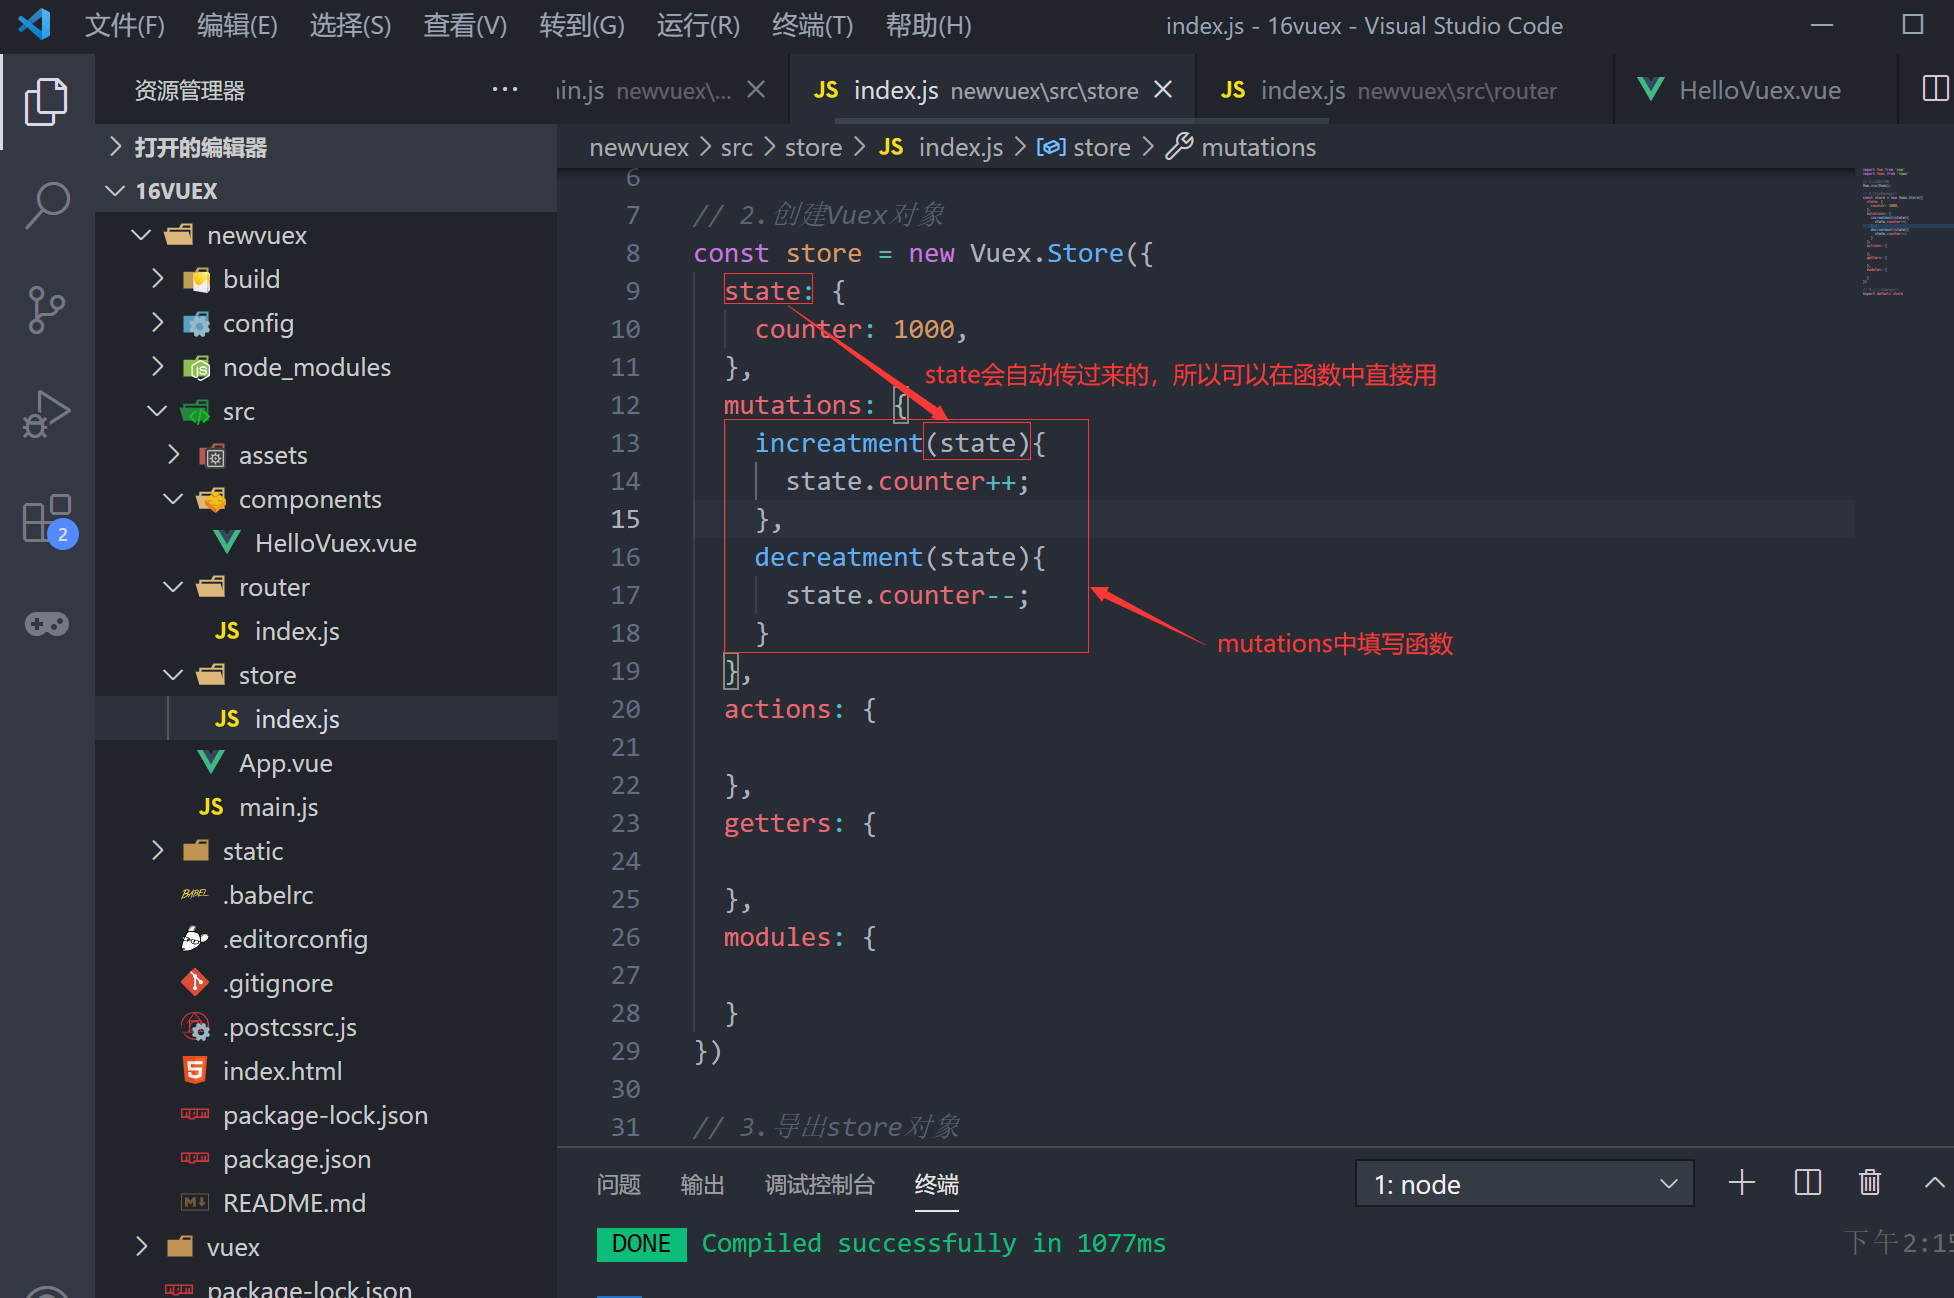 文件(F) 编辑(E) 选择(S) 查看(V) 转到(G) 运行(R) 终端(T) 帮助(H) index.js - 16vuex - Visual Studio Code
资源管理器 ··· in.js newvuex\... JS index.js newvuex\src\store JS index.js newvuex\src\router HelloVuex.vue
打开的编辑器
newvuex > src > store > JS index.js > store > mutations
16VUEX
newvuex
build
config
node_modules
src
assets
components
HelloVuex.vue
router
JS index.js
store
JS index.js
App.vue
JS main.js
static
BABEL .babelrc
.editorconfig
.gitignore
.postcssrc.js
5 index.html
package-lock.json
package.json
README.md
vuex
package-lock.json
2
6
7 // 2.创建Vuex对象
8 const store = new Vuex.Store({
9 state: {
10 counter: 1000,
11 },
state会自动传过来的，所以可以在函数中直接用
12 mutations: {
13 increatment(state){
14 state.counter++;
15 },
16 decreatment(state){
17 state.counter--;
18 }
mutations中填写函数
19 },
20 actions: {
21
22 },
23 getters: {
24
25 },
26 modules: {
27
28 }
29 })
30
31 // 3.导出store对象
问题 输出 调试控制台 终端 1: node
DONE Compiled successfully in 1077ms 下午2:15